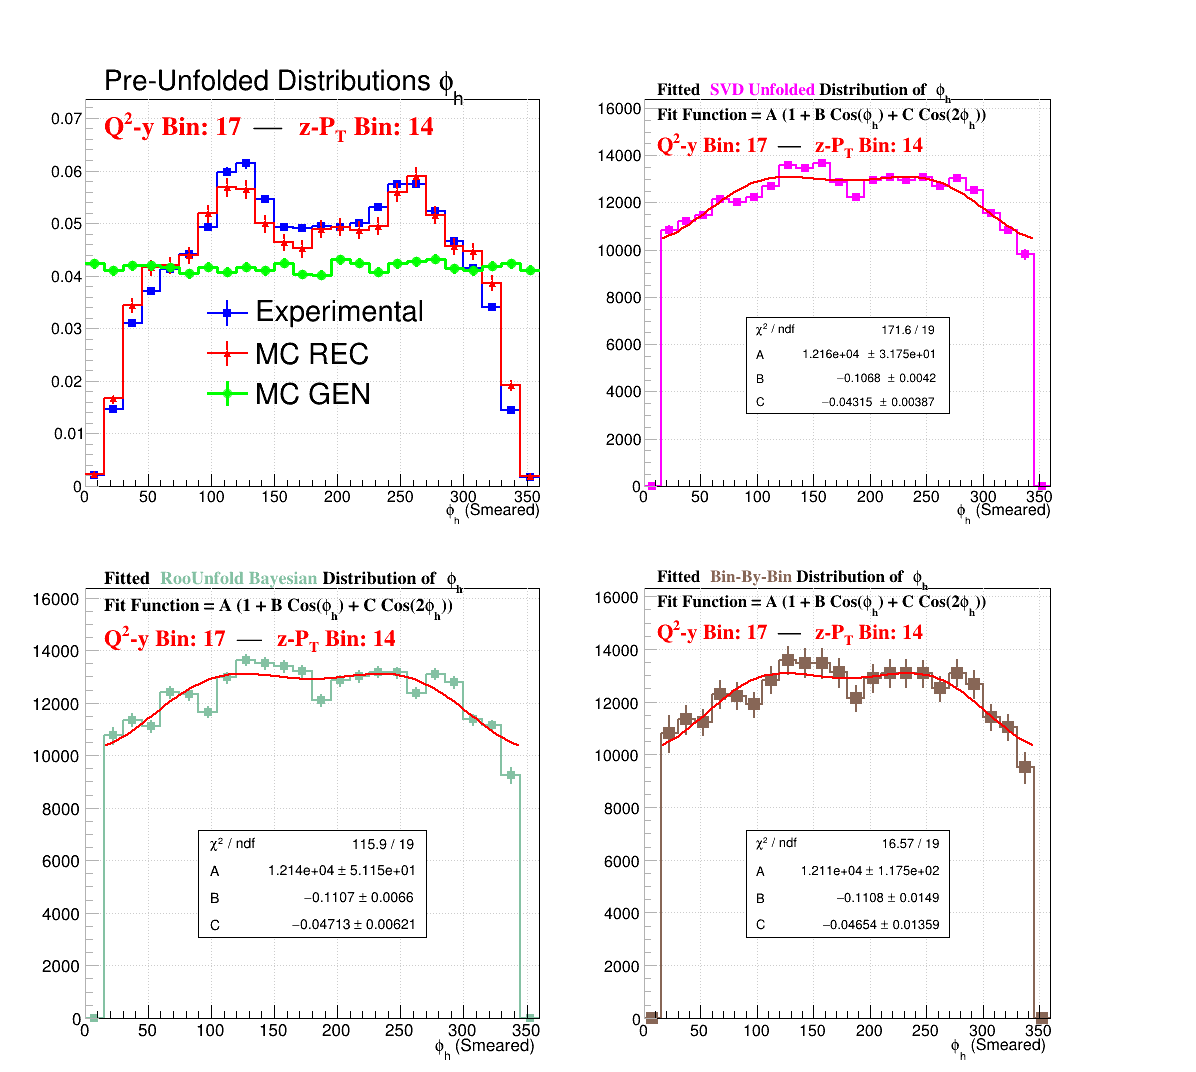 Pre-Unfolded Distributions ϕh
Q²-y Bin: 17 — z-PT Bin: 14
0.07
0.06
0.05
0.04
0.03
0.02
0.01
0
Experimental
MC REC
MC GEN
0 50 100 150 200 250 300 350
ϕh (Smeared)
Fitted SVD Unfolded Distribution of ϕh
Fit Function = A (1 + B Cos(ϕh) + C Cos(2ϕh))
Q²-y Bin: 17 — z-PT Bin: 14
16000
14000
12000
10000
8000
6000
4000
2000
0
χ² / ndf 171.6 / 19
A 1.216e+04 ± 3.175e+01
B −0.1068 ± 0.0042
C −0.04315 ± 0.00387
0 50 100 150 200 250 300 350
ϕh (Smeared)
Fitted RooUnfold Bayesian Distribution of ϕh
Fit Function = A (1 + B Cos(ϕh) + C Cos(2ϕh))
Q²-y Bin: 17 — z-PT Bin: 14
16000
14000
12000
10000
8000
6000
4000
2000
0
χ² / ndf 115.9 / 19
A 1.214e+04 ± 5.115e+01
B −0.1107 ± 0.0066
C −0.04713 ± 0.00621
0 50 100 150 200 250 300 350
ϕh (Smeared)
Fitted Bin-By-Bin Distribution of ϕh
Fit Function = A (1 + B Cos(ϕh) + C Cos(2ϕh))
Q²-y Bin: 17 — z-PT Bin: 14
16000
14000
12000
10000
8000
6000
4000
2000
0
χ² / ndf 16.57 / 19
A 1.211e+04 ± 1.175e+02
B −0.1108 ± 0.0149
C −0.04654 ± 0.01359
0 50 100 150 200 250 300 350
ϕh (Smeared)